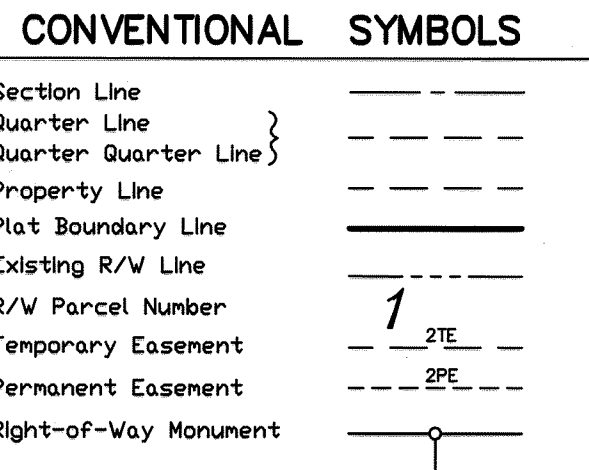 CONVENTIONAL SYMBOLS
Section Line
Quarter Line
Quarter Quarter Line
Property Line
Plat Boundary Line
Existing R/W Line
R/W Parcel Number 1
Temporary Easement 2TE
Permanent Easement 2PE
Right-of-Way Monument